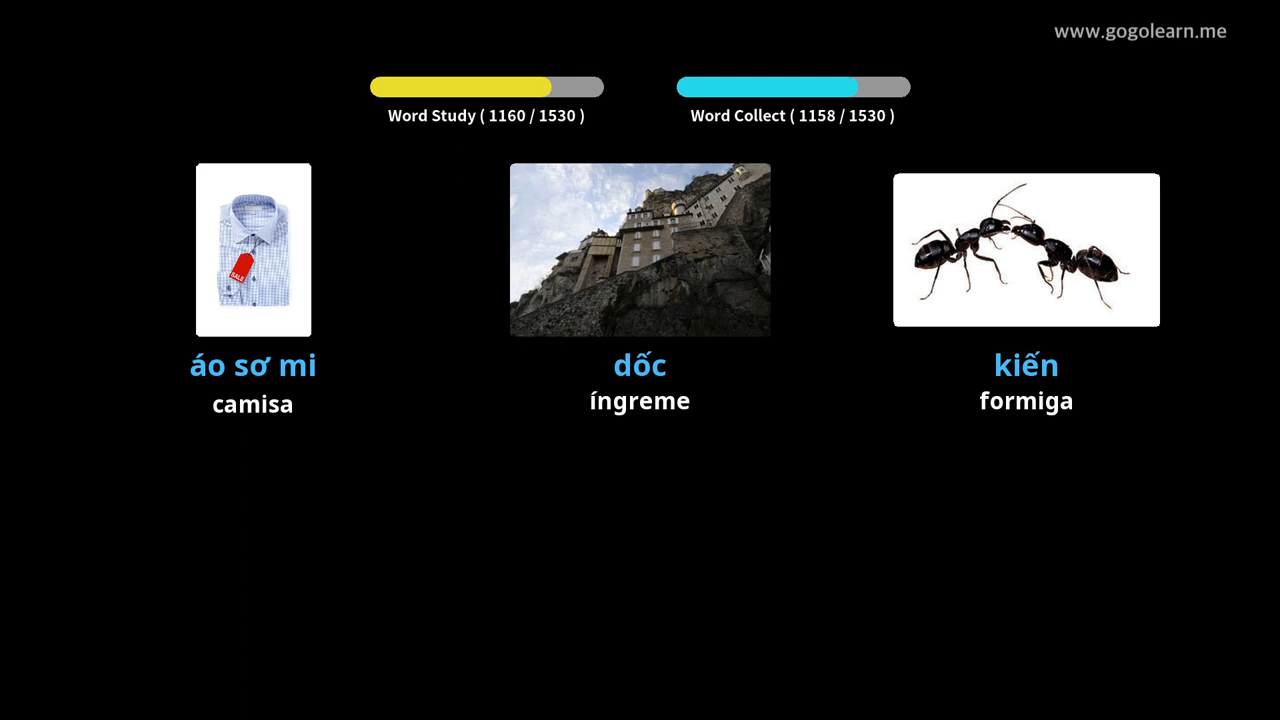 www.gogolearn.me
Word Study ( 1160 / 1530 )
Word Collect ( 1158 / 1530 )
SALE
áo sơ mi
camisa
dốc
íngreme
kiến
formiga